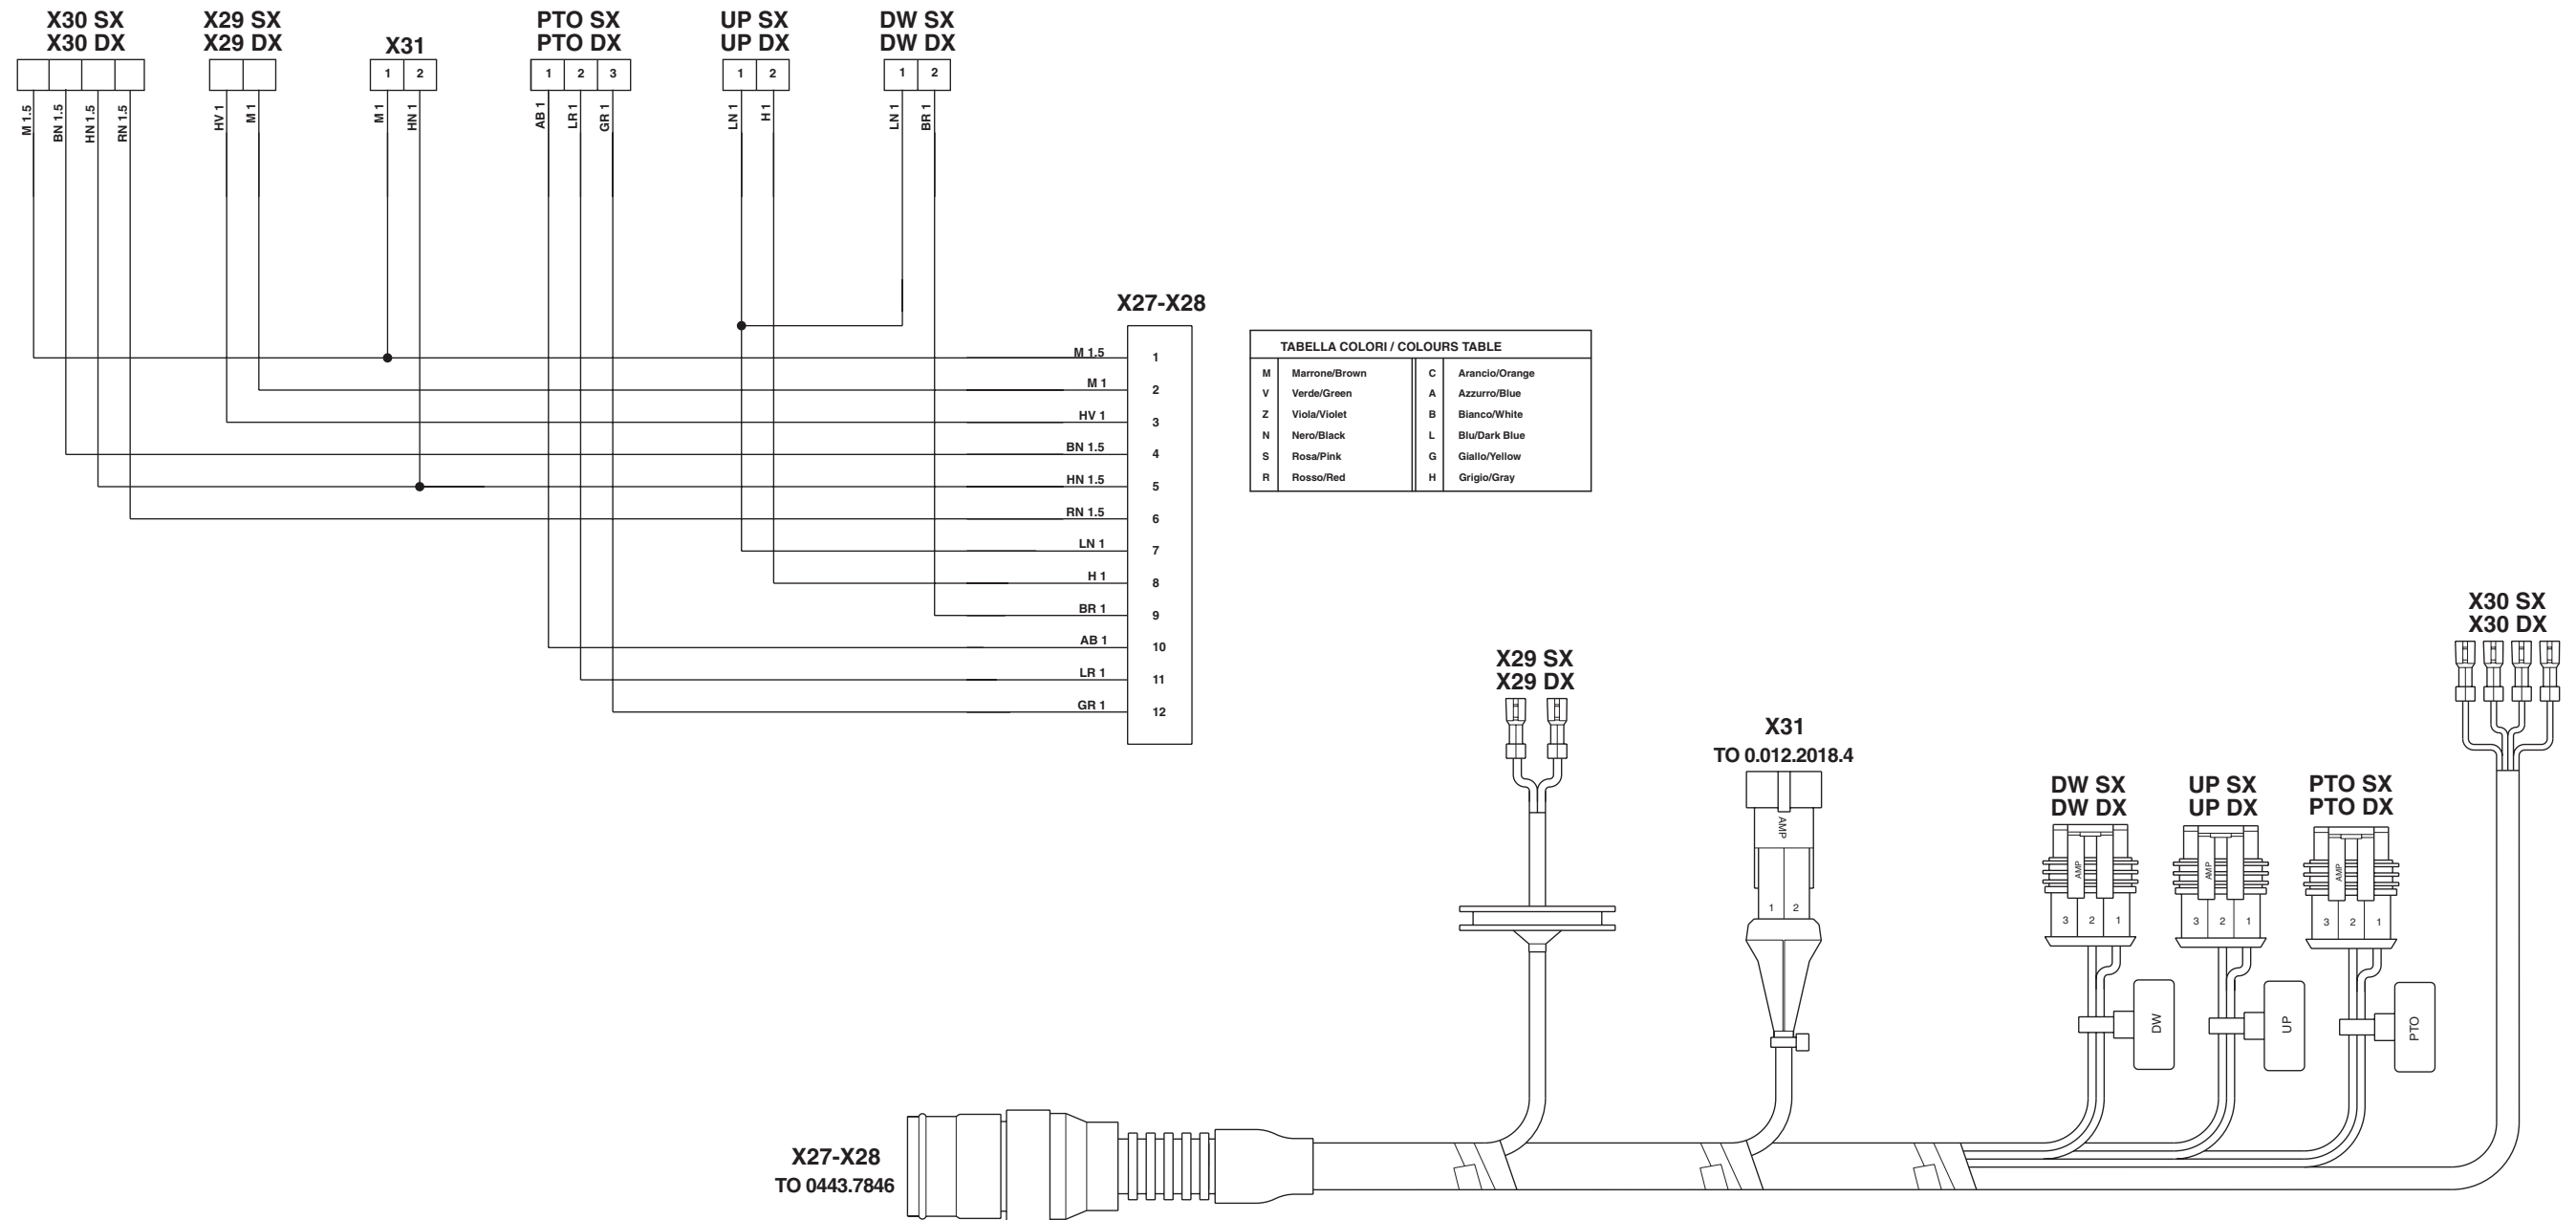 X30 SX
X30 DX
X29 SX
X29 DX
X31
PTO SX
PTO DX
UP SX
UP DX
DW SX
DW DX
1 2
1 2 3
1 2
1 2
M 1.5
BN 1.5
HN 1.5
RN 1.5
HV 1
M 1
M 1
HN 1
AB 1
LR 1
GR 1
LN 1
H 1
LN 1
BR 1
X27-X28
M 1.5 1
M 1 2
HV 1 3
BN 1.5 4
HN 1.5 5
RN 1.5 6
LN 1 7
H 1 8
BR 1 9
AB 1 10
LR 1 11
GR 1 12
TABELLA COLORI / COLOURS TABLE
M Marrone/Brown C Arancio/Orange
V Verde/Green A Azzurro/Blue
Z Viola/Violet B Bianco/White
N Nero/Black L Blu/Dark Blue
S Rosa/Pink G Giallo/Yellow
R Rosso/Red H Grigio/Gray
X29 SX
X29 DX
X31
TO 0.012.2018.4
AMP
1 2
DW SX
DW DX
AMP
3 2 1
DW
UP SX
UP DX
AMP
3 2 1
UP
PTO SX
PTO DX
AMP
3 2 1
PTO
X30 SX
X30 DX
X27-X28
TO 0443.7846